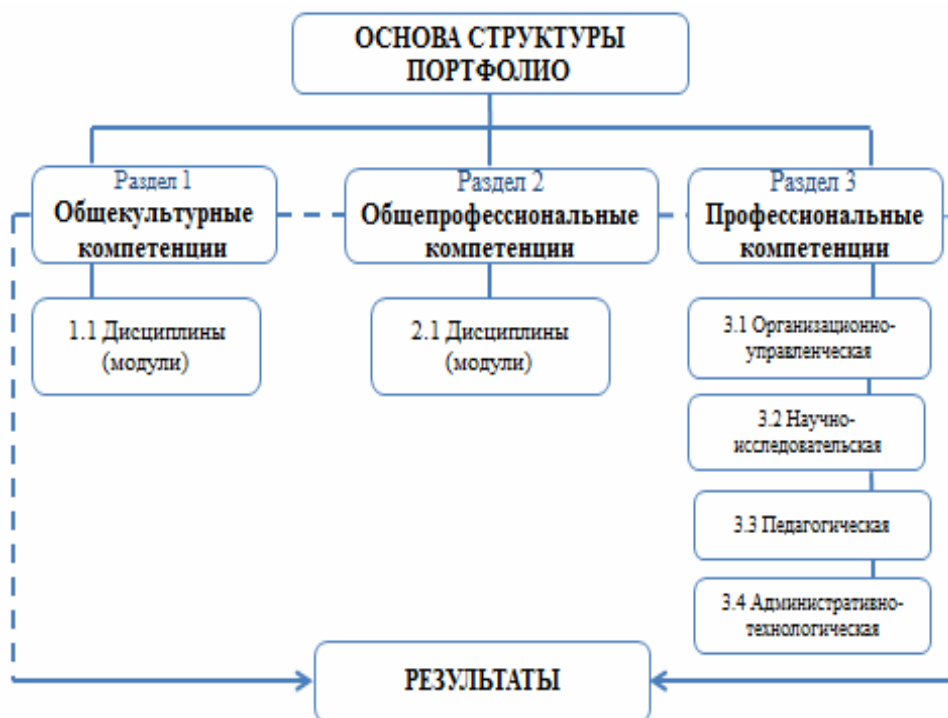 ОСНОВА СТРУКТУРЫ
ПОРТФОЛИО
Раздел 1
Общекультурные
компетенции
Раздел 2
Общепрофессиональные
компетенции
Раздел 3
Профессиональные
компетенции
1.1 Дисциплины
(модули)
2.1 Дисциплины
(модули)
3.1 Организационно-
управленческая
3.2 Научно-
исследовательская
3.3 Педагогическая
3.4 Административно-
технологическая
РЕЗУЛЬТАТЫ